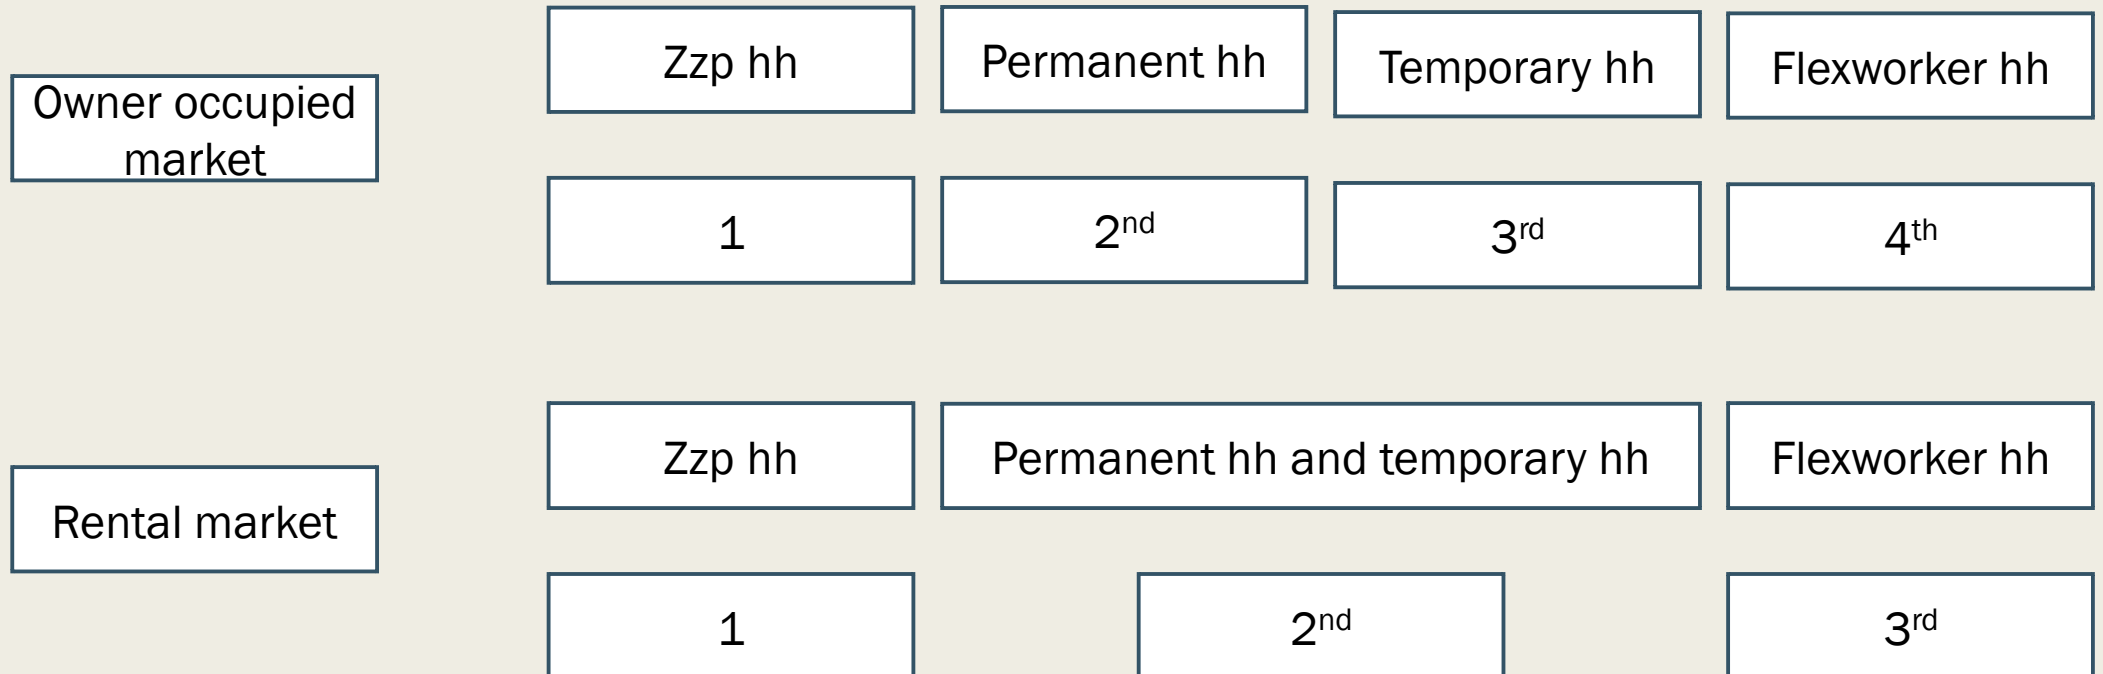 Owner occupied
market
Zzp hh
Permanent hh
Temporary hh
Flexworker hh
1
2nd
3rd
4th
Rental market
Zzp hh
Permanent hh and temporary hh
Flexworker hh
1
2nd
3rd